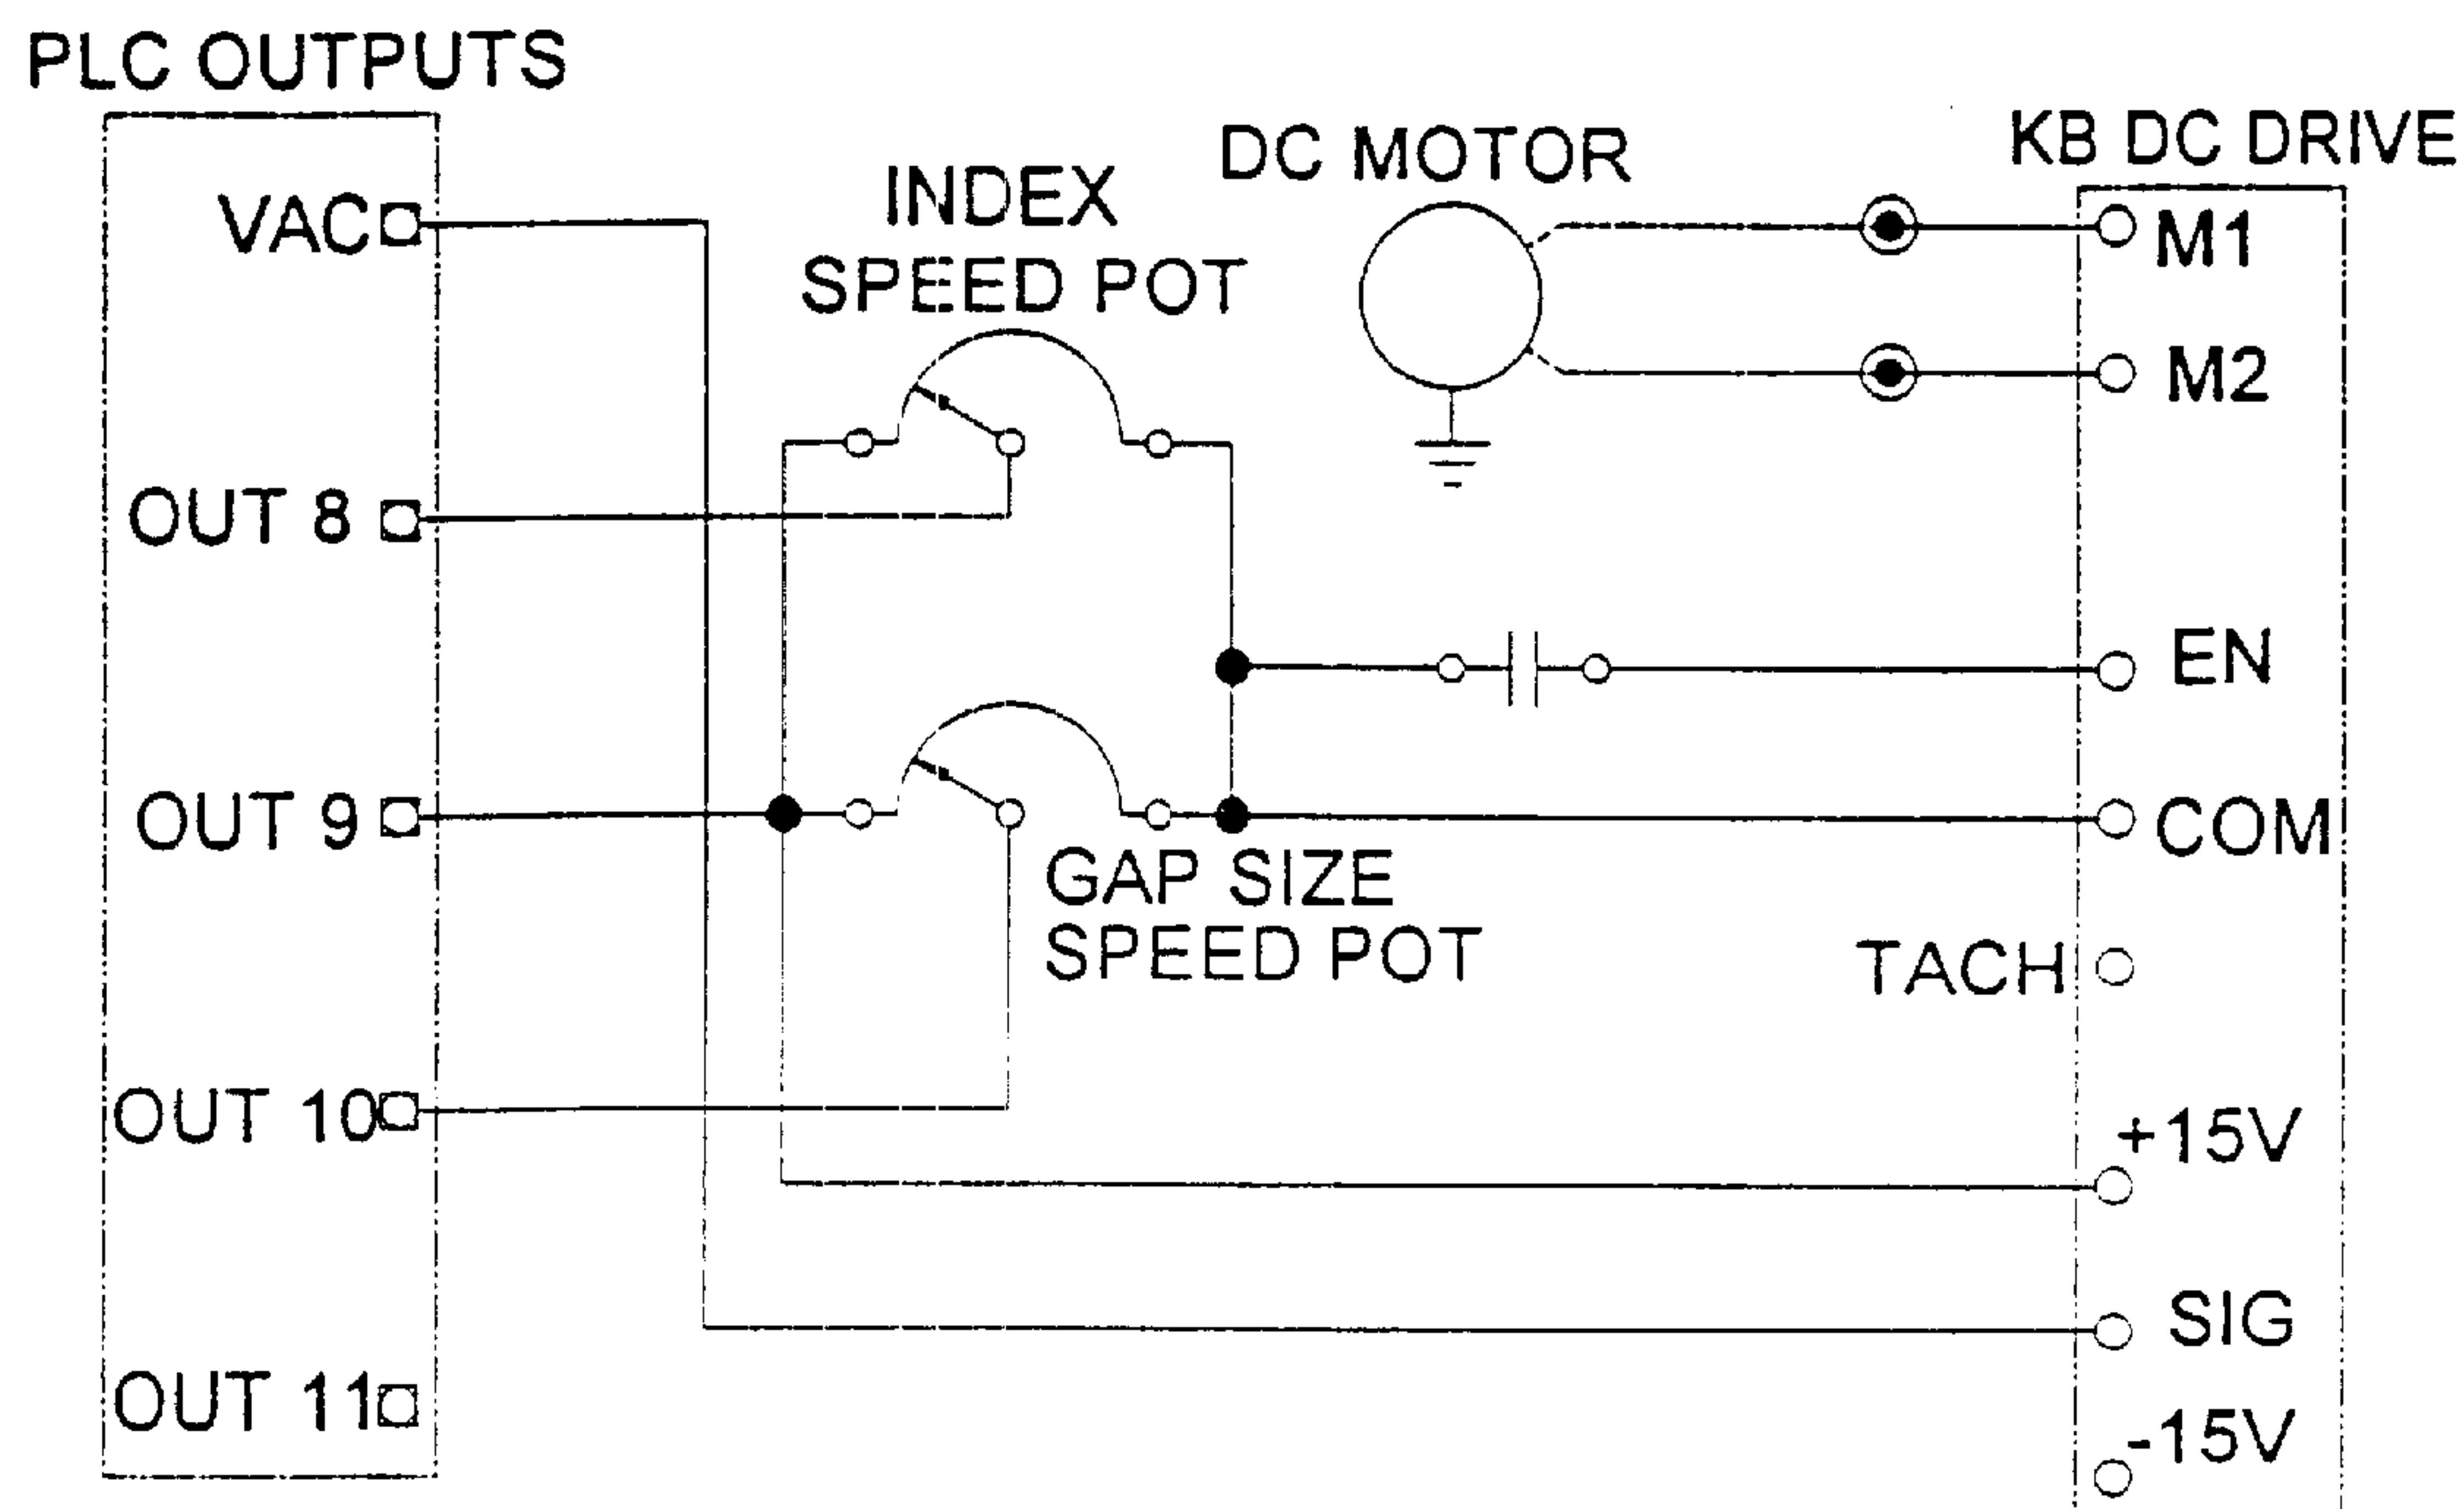 PLC OUTPUTS
VAC
OUT 8
OUT 9
OUT 10
OUT 11
INDEX
SPEED POT
GAP SIZE
SPEED POT
DC MOTOR
KB DC DRIVE
M1
M2
EN
COM
TACH
+15V
SIG
-15V